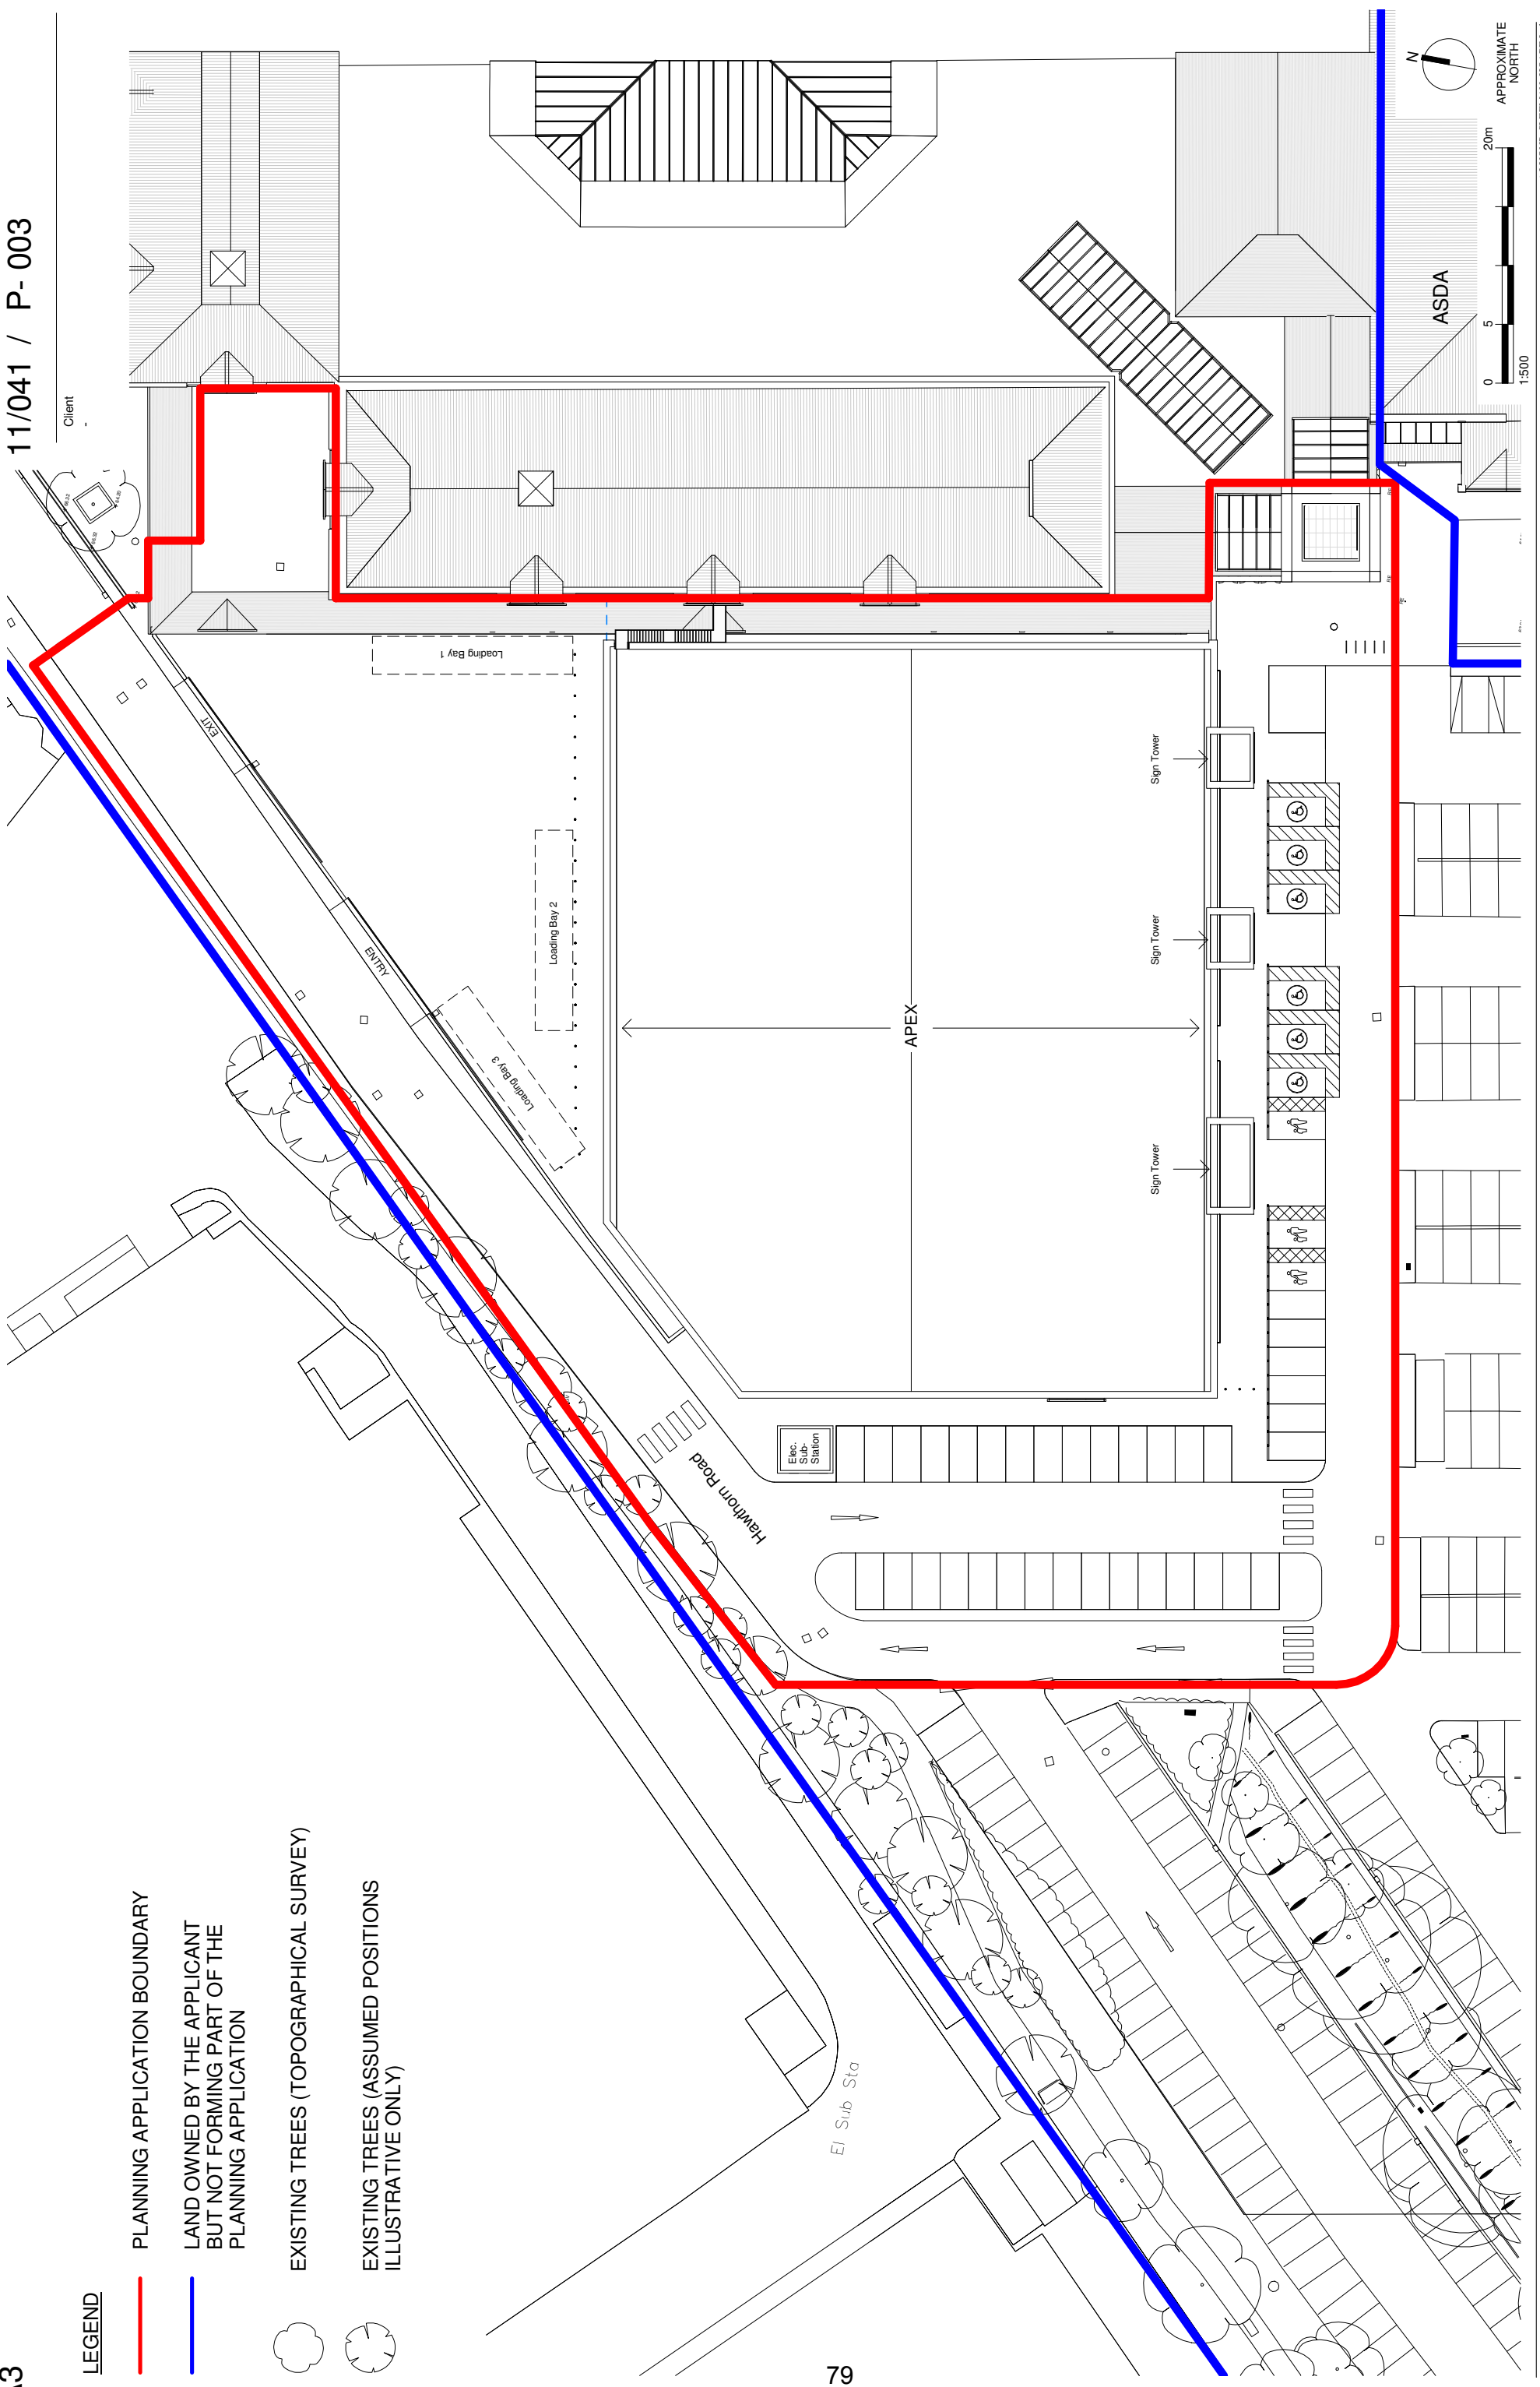 11/041 / P- 003
Client
-
LEGEND
PLANNING APPLICATION BOUNDARY
LAND OWNED BY THE APPLICANT
BUT NOT FORMING PART OF THE
PLANNING APPLICATION
EXISTING TREES (TOPOGRAPHICAL SURVEY)
EXISTING TREES (ASSUMED POSITIONS
ILLUSTRATIVE ONLY)
EXIT
ENTRY
Loading Bay 1
Loading Bay 2
Loading Bay 3
Hawthorn Road
Elec.
Sub-
Station
APEX
Sign Tower
Sign Tower
Sign Tower
El Sub Sta
ASDA
N
APPROXIMATE
NORTH
0
5
20m
1:500
79